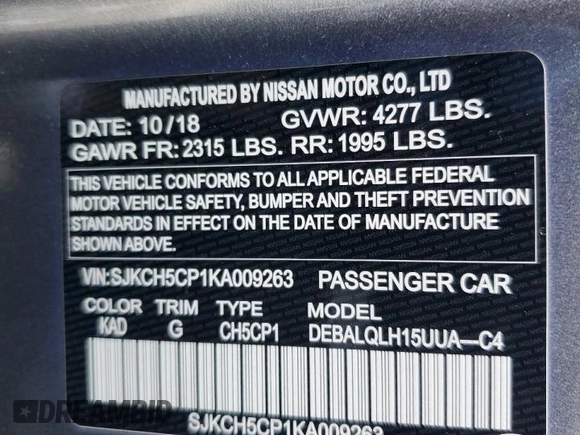 MANUFACTURED BY NISSAN MOTOR CO., LTD
DATE: 10/18 GVWR: 4277 LBS.
GAWR FR: 2315 LBS. RR: 1995 LBS.
THIS VEHICLE CONFORMS TO ALL APPLICABLE FEDERAL
MOTOR VEHICLE SAFETY, BUMPER AND THEFT PREVENTION
STANDARDS IN EFFECT ON THE DATE OF MANUFACTURE
SHOWN ABOVE.
VIN:SJKCH5CP1KA009263 PASSENGER CAR
COLOR TRIM TYPE MODEL
KAD G CH5CP1 DEBALQLH15UUA—C4
SJKCH5CP1KA009263
DREAMBID